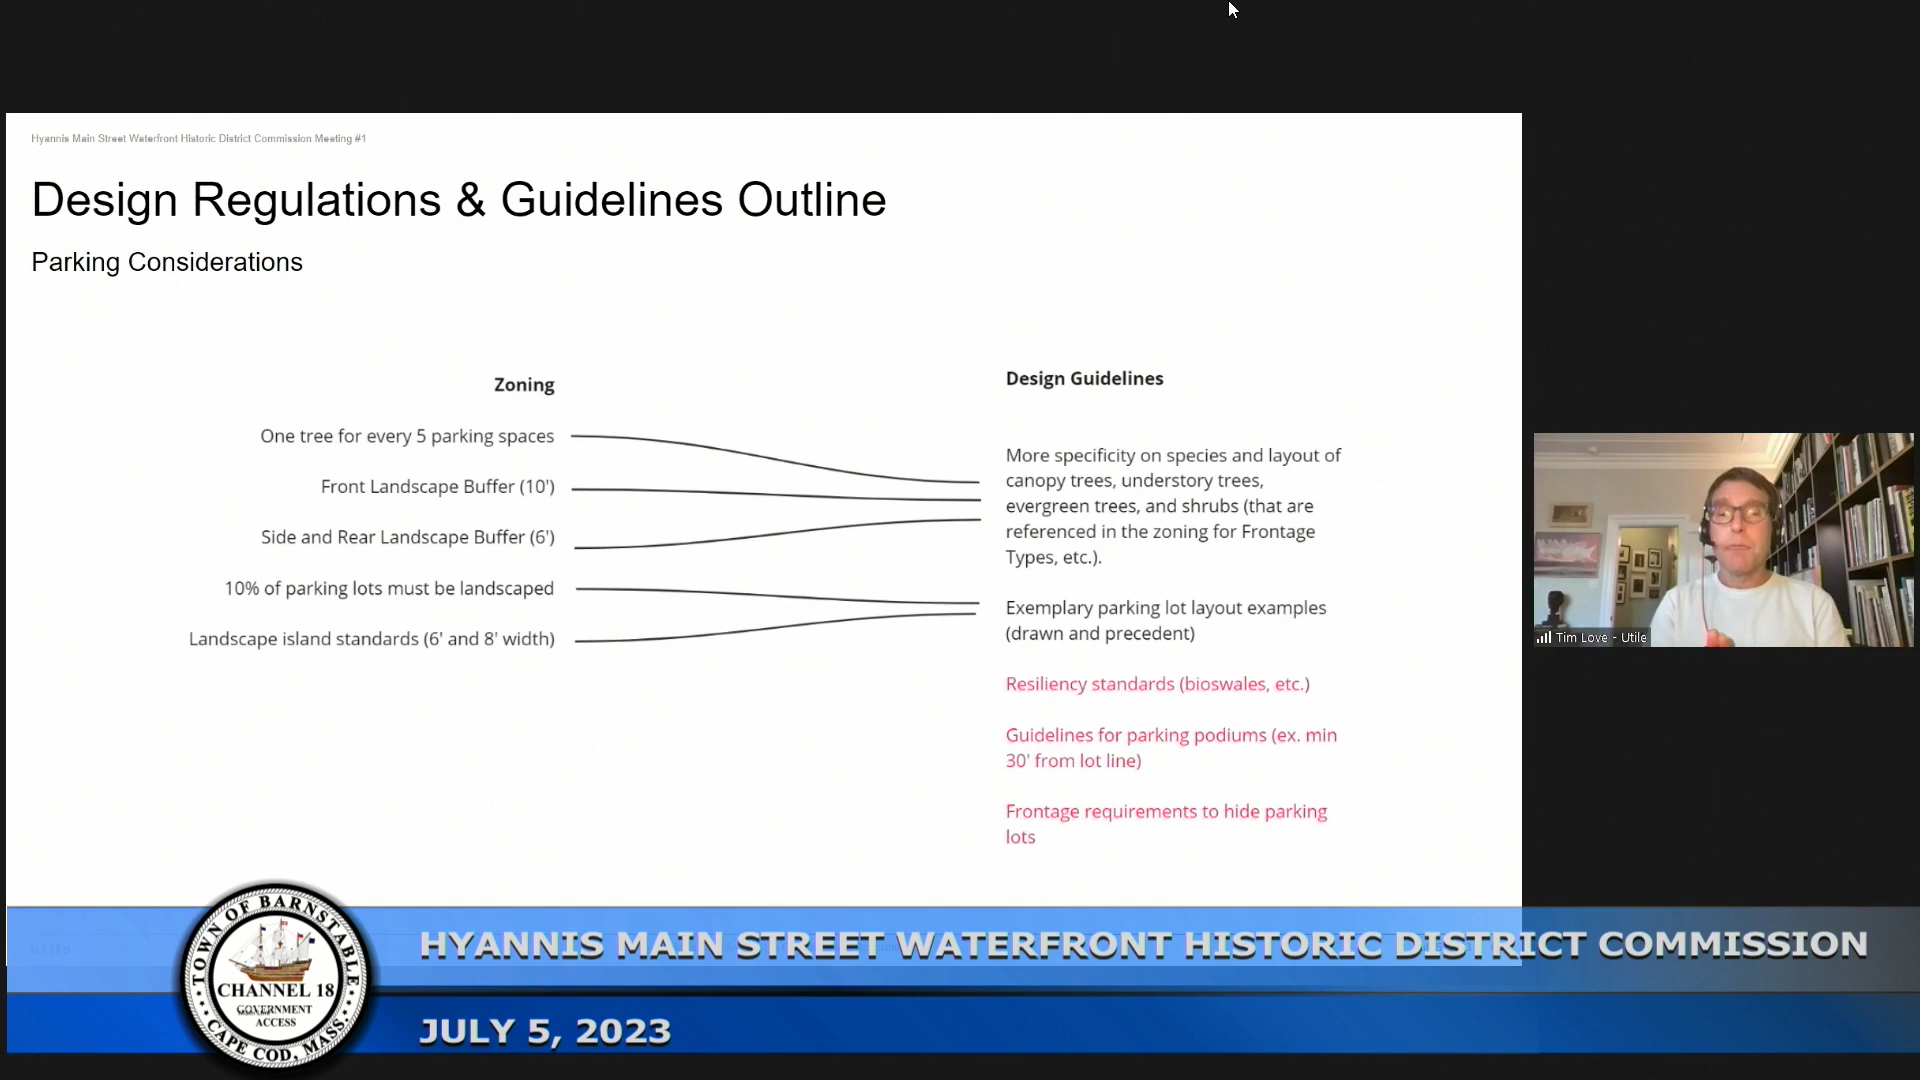 Hyannis Main Street Waterfront Historic District Commission Meeting #1
Design Regulations & Guidelines Outline
Parking Considerations
Zoning
One tree for every 5 parking spaces
Front Landscape Buffer (10')
Side and Rear Landscape Buffer (6')
10% of parking lots must be landscaped
Landscape island standards (6' and 8' width)
Design Guidelines
More specificity on species and layout of
canopy trees, understory trees,
evergreen trees, and shrubs (that are
referenced in the zoning for Frontage
Types, etc.).
Exemplary parking lot layout examples
(drawn and precedent)
Resiliency standards (bioswales, etc.)
Guidelines for parking podiums (ex. min
30' from lot line)
Frontage requirements to hide parking
lots
Tim Love - Utile
utile
TOWN OF BARNSTABLE
CHANNEL 18
GOVERNMENT
ACCESS
CAPE COD, MASS.
HYANNIS MAIN STREET WATERFRONT HISTORIC DISTRICT COMMISSION
JULY 5, 2023